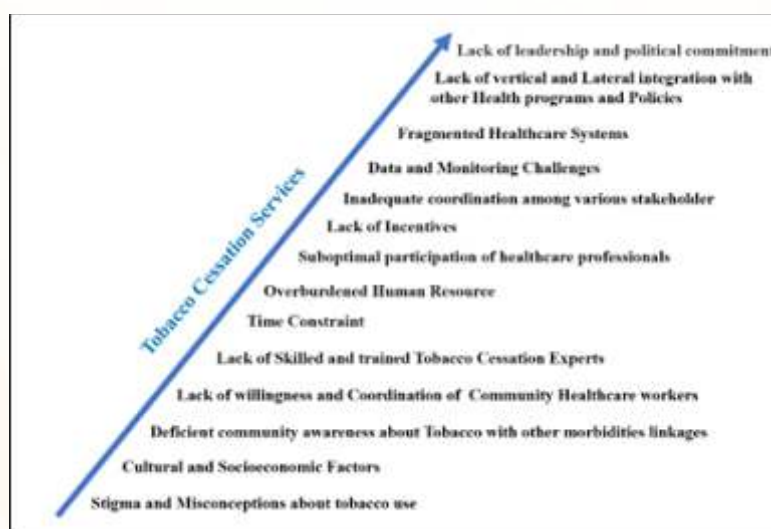 Lack of leadership and political commitment
Lack of vertical and Lateral integration with
other Health programs and Policies
Fragmented Healthcare Systems
Data and Monitoring Challenges
Inadequate coordination among various stakeholder
Lack of Incentives
Suboptimal participation of healthcare professionals
Overburdened Human Resource
Time Constraint
Lack of Skilled and trained Tobacco Cessation Experts
Lack of willingness and Coordination of Community Healthcare workers
Deficient community awareness about Tobacco with other morbidities linkages
Cultural and Socioeconomic Factors
Stigma and Misconceptions about tobacco use
Tobacco Cessation Services